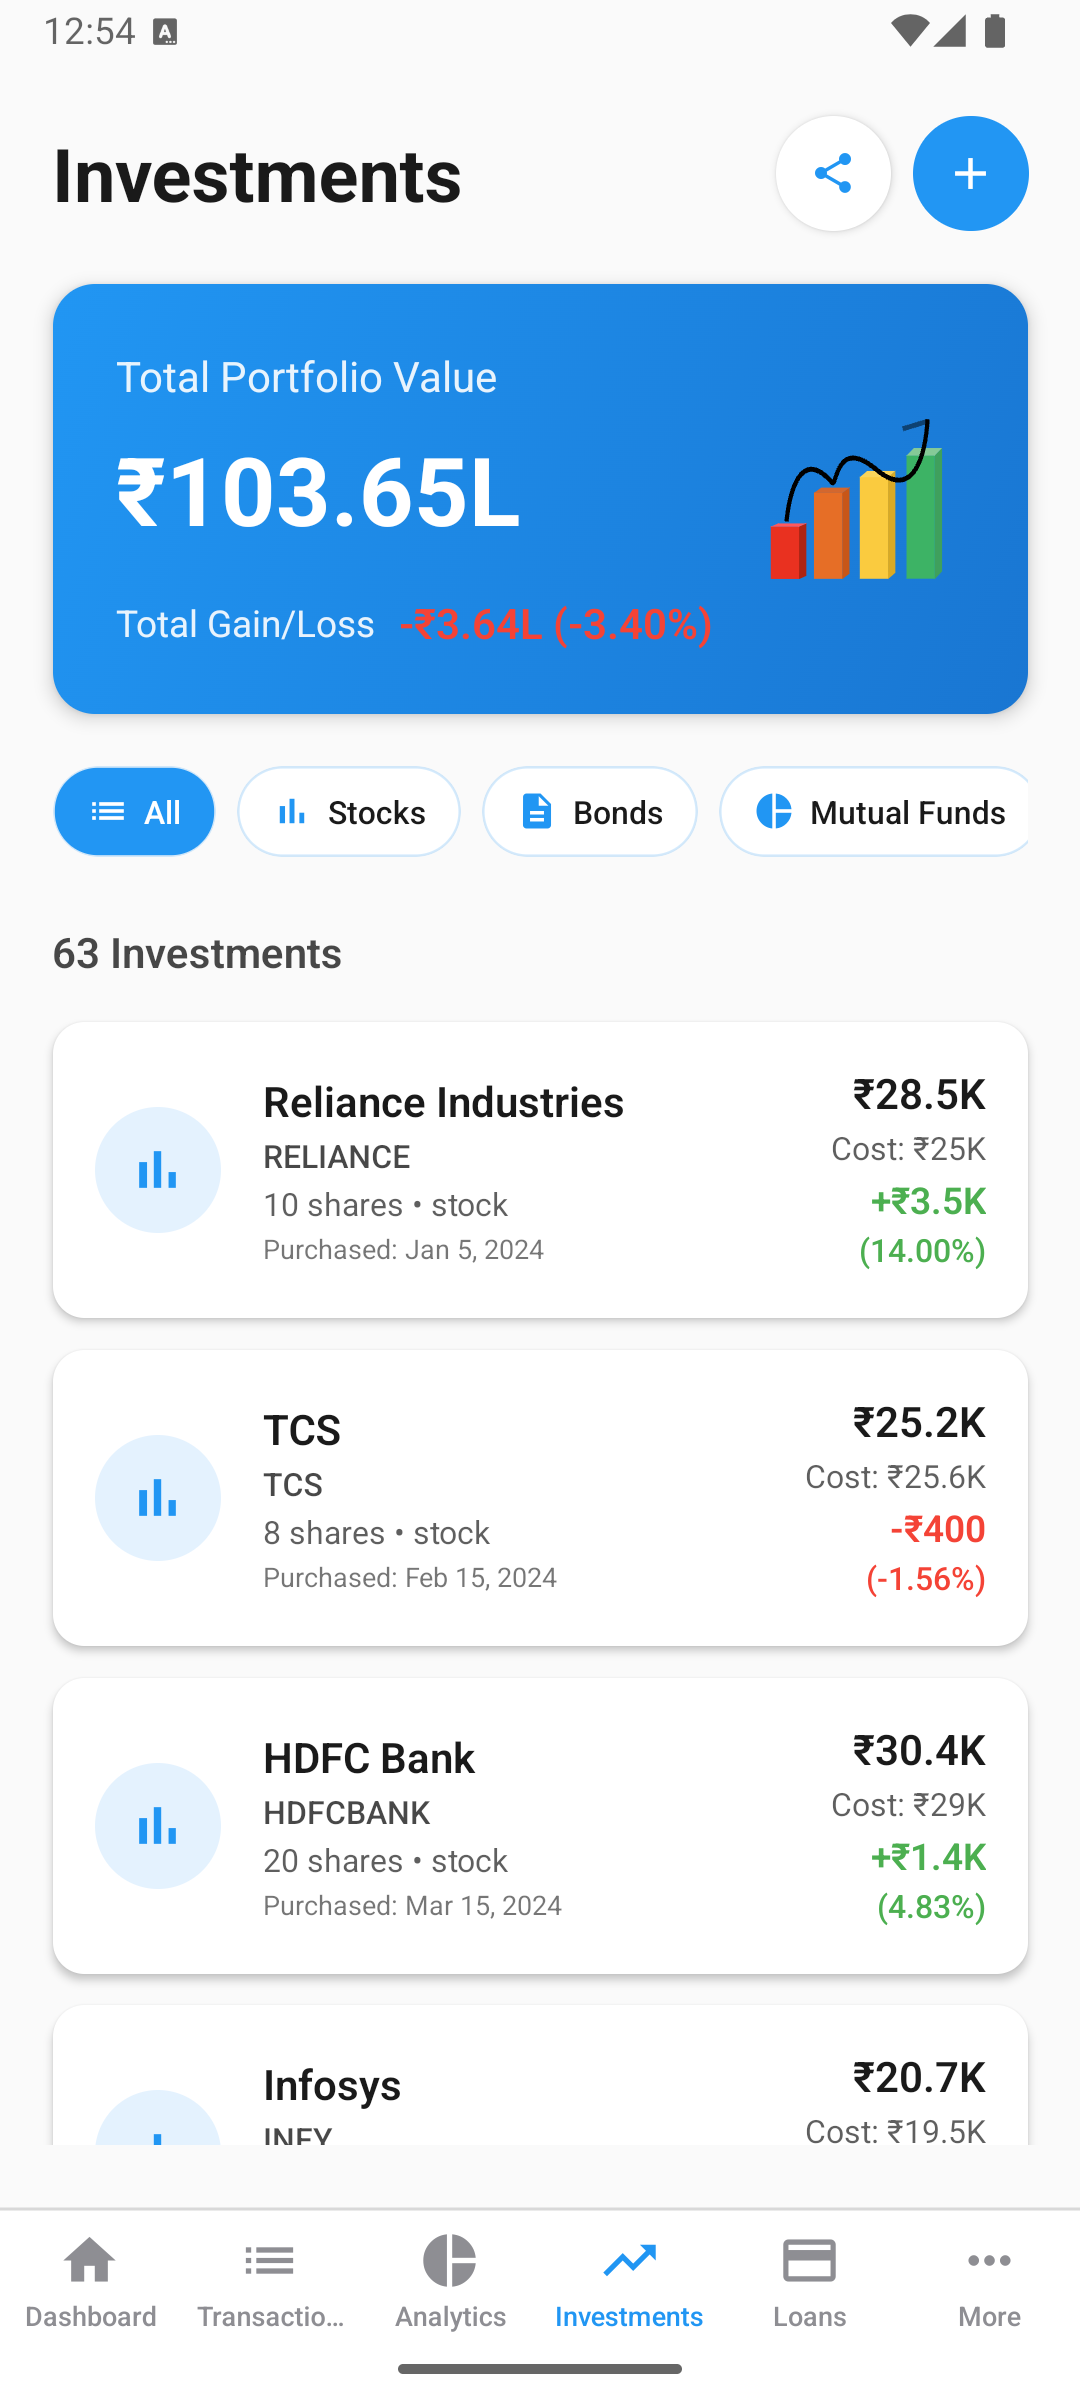 12:54
Investments
Total Portfolio Value
₹103.65L
Total Gain/Loss -₹3.64L (-3.40%)
All Stocks Bonds Mutual Funds
63 Investments
Reliance Industries ₹28.5K
RELIANCE Cost: ₹25K
10 shares • stock +₹3.5K
Purchased: Jan 5, 2024 (14.00%)
TCS ₹25.2K
TCS Cost: ₹25.6K
8 shares • stock -₹400
Purchased: Feb 15, 2024 (-1.56%)
HDFC Bank ₹30.4K
HDFCBANK Cost: ₹29K
20 shares • stock +₹1.4K
Purchased: Mar 15, 2024 (4.83%)
Infosys ₹20.7K
INFY Cost: ₹19.5K
Dashboard Transactio... Analytics Investments Loans More